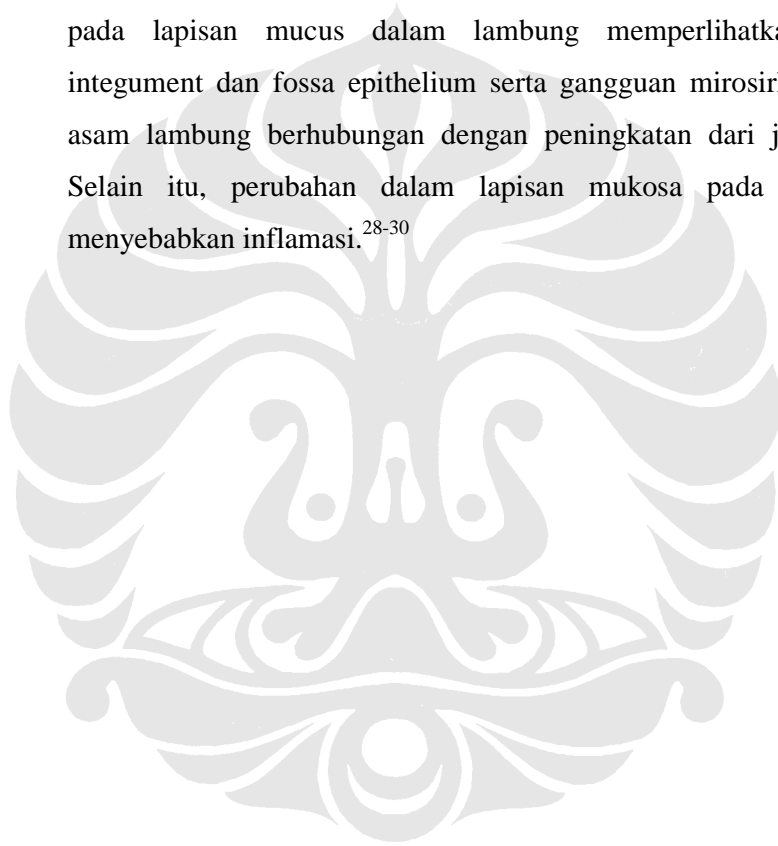 pada lapisan mucus dalam lambung
integument dan fossa epithelium serta gangguan
asam lambung berhubungan dengan peningkatan dari
Selain itu, perubahan dalam lapisan mukosa pada
menyebabkan inflamasi.28-30